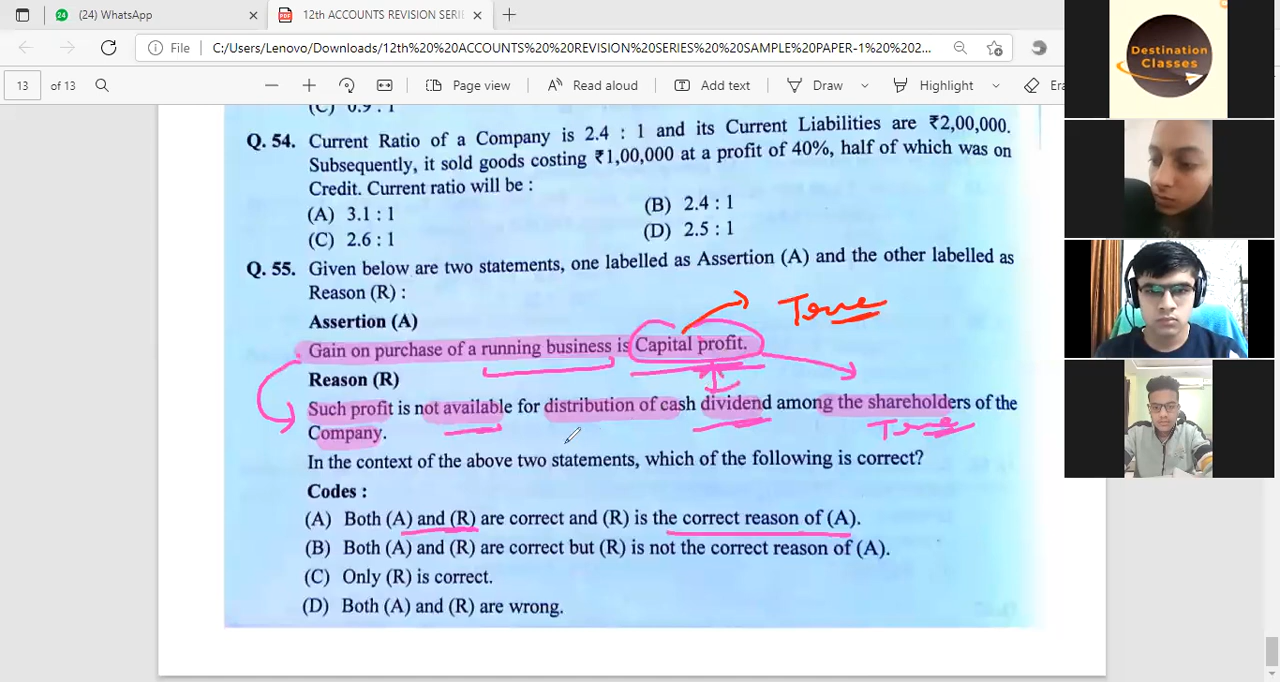 (24) WhatsApp
12th ACCOUNTS REVISION SERIE
File C:/Users/Lenovo/Downloads/12th%20%20ACCOUNTS%20%20REVISION%20SERIES%20%20SAMPLE%20PAPER-1%20%202...
13 of 13 Page view Read aloud Add text Draw Highlight Era
(C) 0.9 : 1
Q. 54. Current Ratio of a Company is 2.4 : 1 and its Current Liabilities are ₹2,00,000.
Subsequently, it sold goods costing ₹1,00,000 at a profit of 40%, half of which was on
Credit. Current ratio will be :
(A) 3.1 : 1 (B) 2.4 : 1
(C) 2.6 : 1 (D) 2.5 : 1
Q. 55. Given below are two statements, one labelled as Assertion (A) and the other labelled as
Reason (R) :
True
Assertion (A)
Gain on purchase of a running business is Capital profit.
Reason (R)
Such profit is not available for distribution of cash dividend among the shareholders of the
Company.
True
In the context of the above two statements, which of the following is correct?
Codes :
(A) Both (A) and (R) are correct and (R) is the correct reason of (A).
(B) Both (A) and (R) are correct but (R) is not the correct reason of (A).
(C) Only (R) is correct.
(D) Both (A) and (R) are wrong.
Destination
Classes